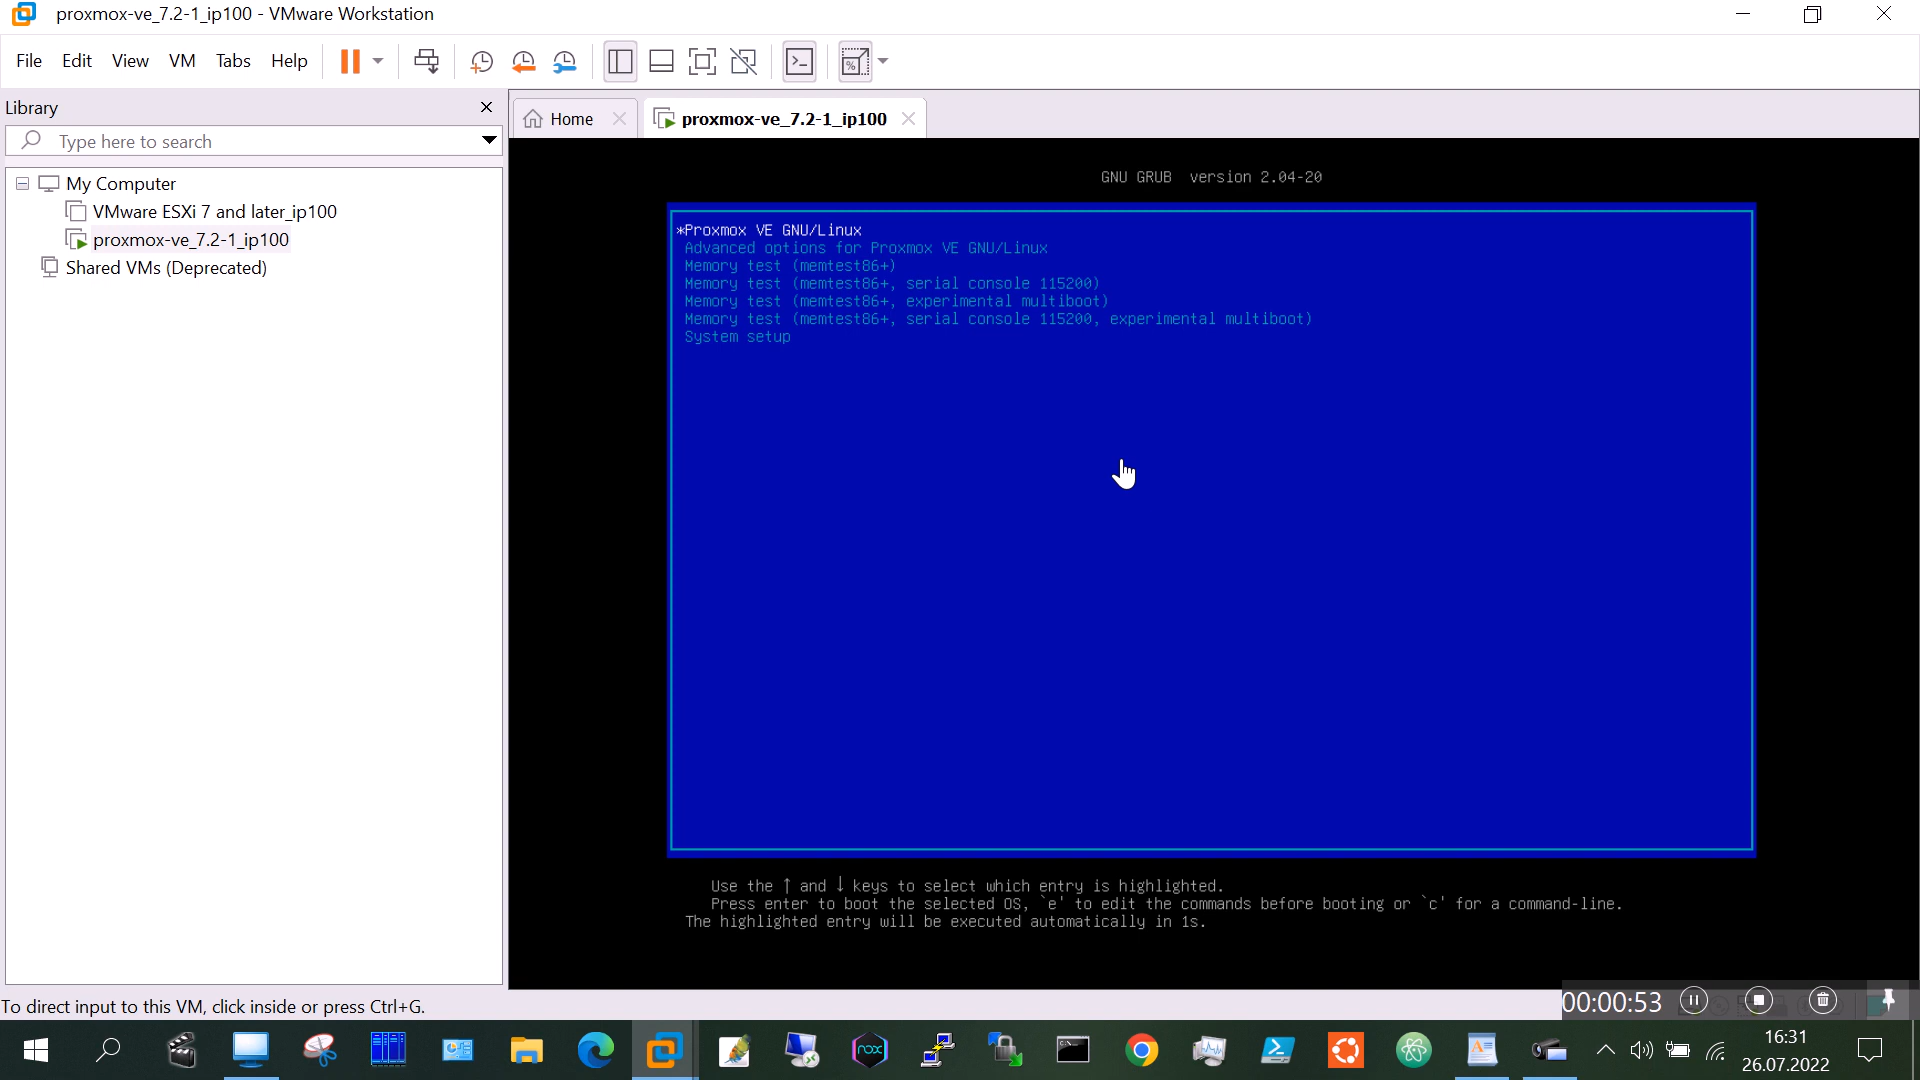 proxmox-ve_7.2-1_ip100 - VMware Workstation
File Edit View VM Tabs Help
Library
Type here to search
My Computer
VMware ESXi 7 and later_ip100
proxmox-ve_7.2-1_ip100
Shared VMs (Deprecated)
Home
proxmox-ve_7.2-1_ip100
GNU GRUB version 2.04-20
*Proxmox VE GNU/Linux
Advanced options for Proxmox VE GNU/Linux
Memory test (memtest86+)
Memory test (memtest86+, serial console 115200)
Memory test (memtest86+, experimental multiboot)
Memory test (memtest86+, serial console 115200, experimental multiboot)
System setup
Use the ↑ and ↓ keys to select which entry is highlighted.
Press enter to boot the selected OS, `e' to edit the commands before booting or `c' for a command-line.
The highlighted entry will be executed automatically in 1s.
To direct input to this VM, click inside or press Ctrl+G.
00:00:53
nox
16:31
26.07.2022